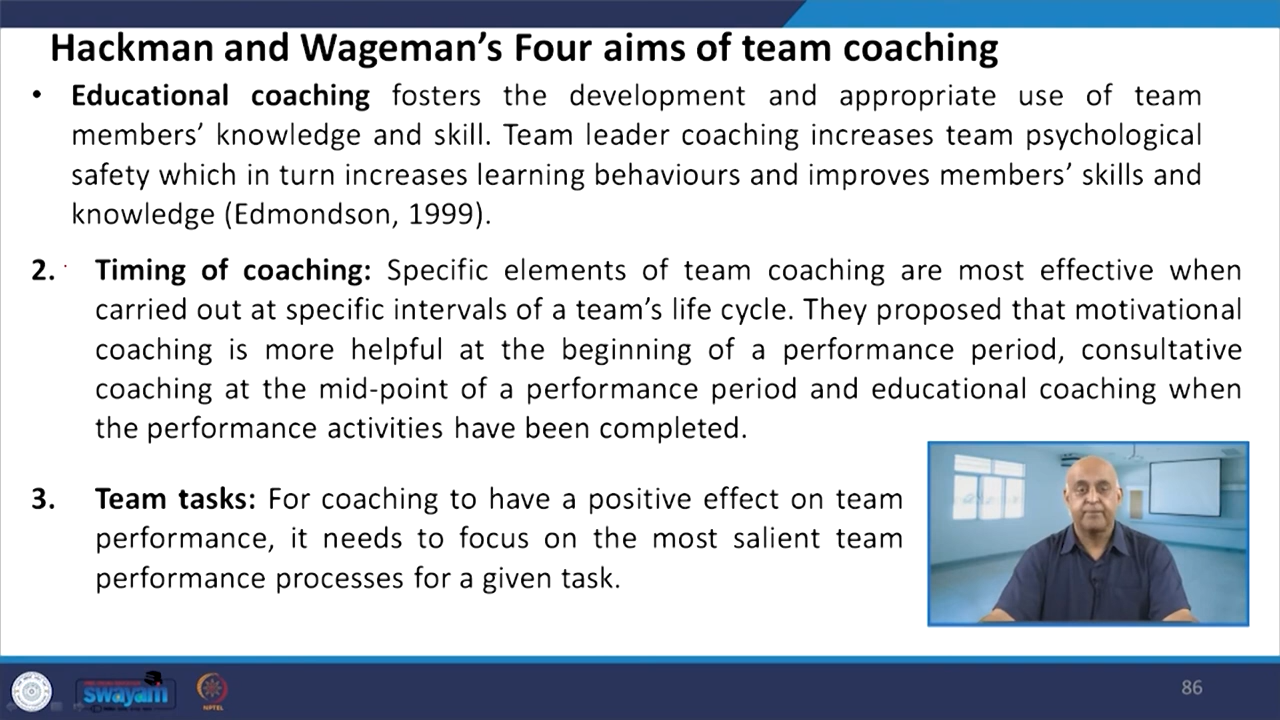 Hackman and Wageman's Four aims of team coaching
• Educational coaching fosters the development and appropriate use of team
members' knowledge and skill. Team leader coaching increases team psychological
safety which in turn increases learning behaviours and improves members' skills and
knowledge (Edmondson, 1999).
2. Timing of coaching: Specific elements of team coaching are most effective when
carried out at specific intervals of a team's life cycle. They proposed that motivational
coaching is more helpful at the beginning of a performance period, consultative
coaching at the mid-point of a performance period and educational coaching when
the performance activities have been completed.
3. Team tasks: For coaching to have a positive effect on team
performance, it needs to focus on the most salient team
performance processes for a given task.
swayam
NPTEL
86